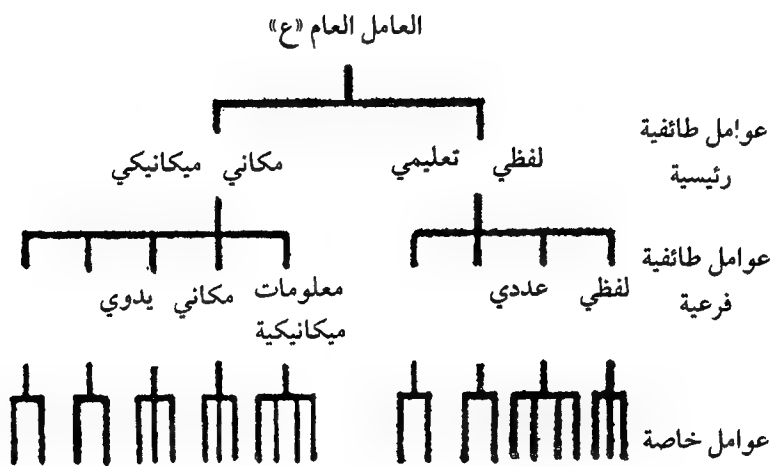 العامل العام «ع»
عوامل طائفية
رئيسية
لفظي تعليمي
مكاني ميكانيكي
عوامل طائفية
فرعية
لفظي
عددي
معلومات
ميكانيكية
مكاني
يدوي
عوامل خاصة